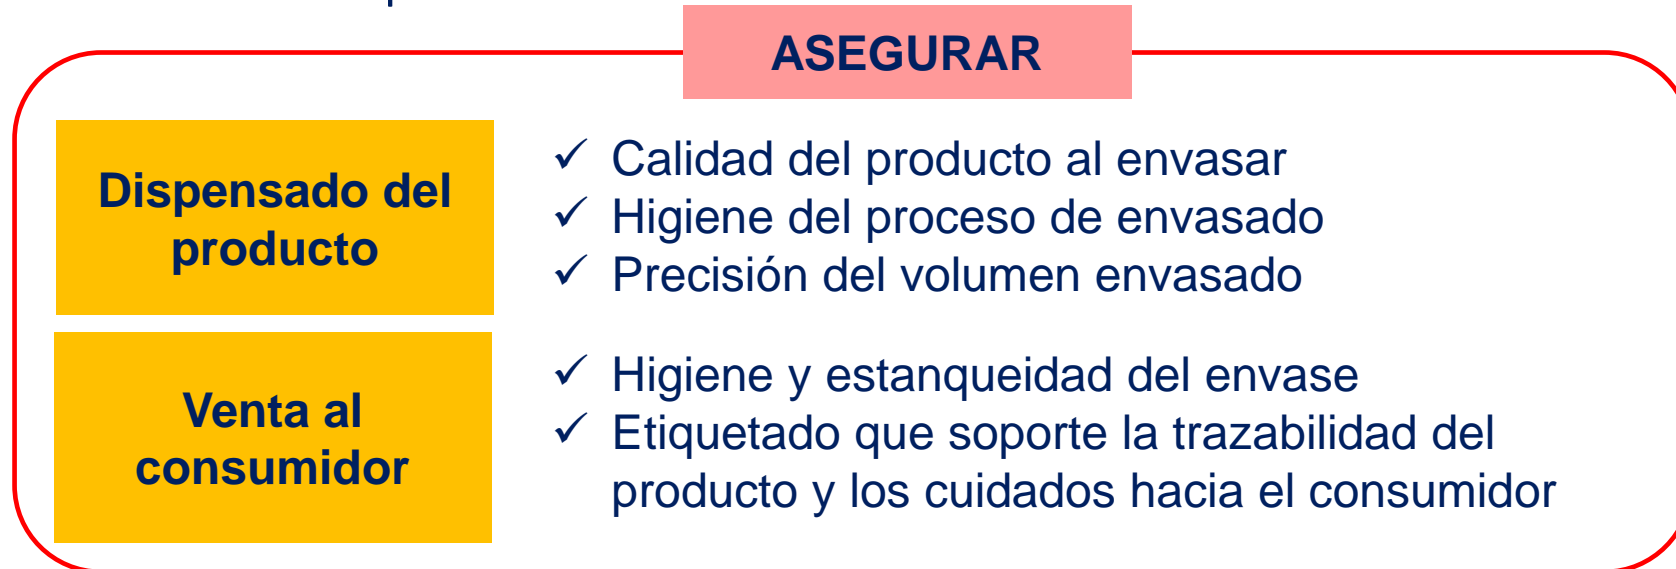 ASEGURAR
Dispensado del
producto
✓ Calidad del producto al envasar
✓ Higiene del proceso de envasado
✓ Precisión del volumen envasado
Venta al
consumidor
✓ Higiene y estanqueidad del envase
✓ Etiquetado que soporte la trazabilidad del
producto y los cuidados hacia el consumidor